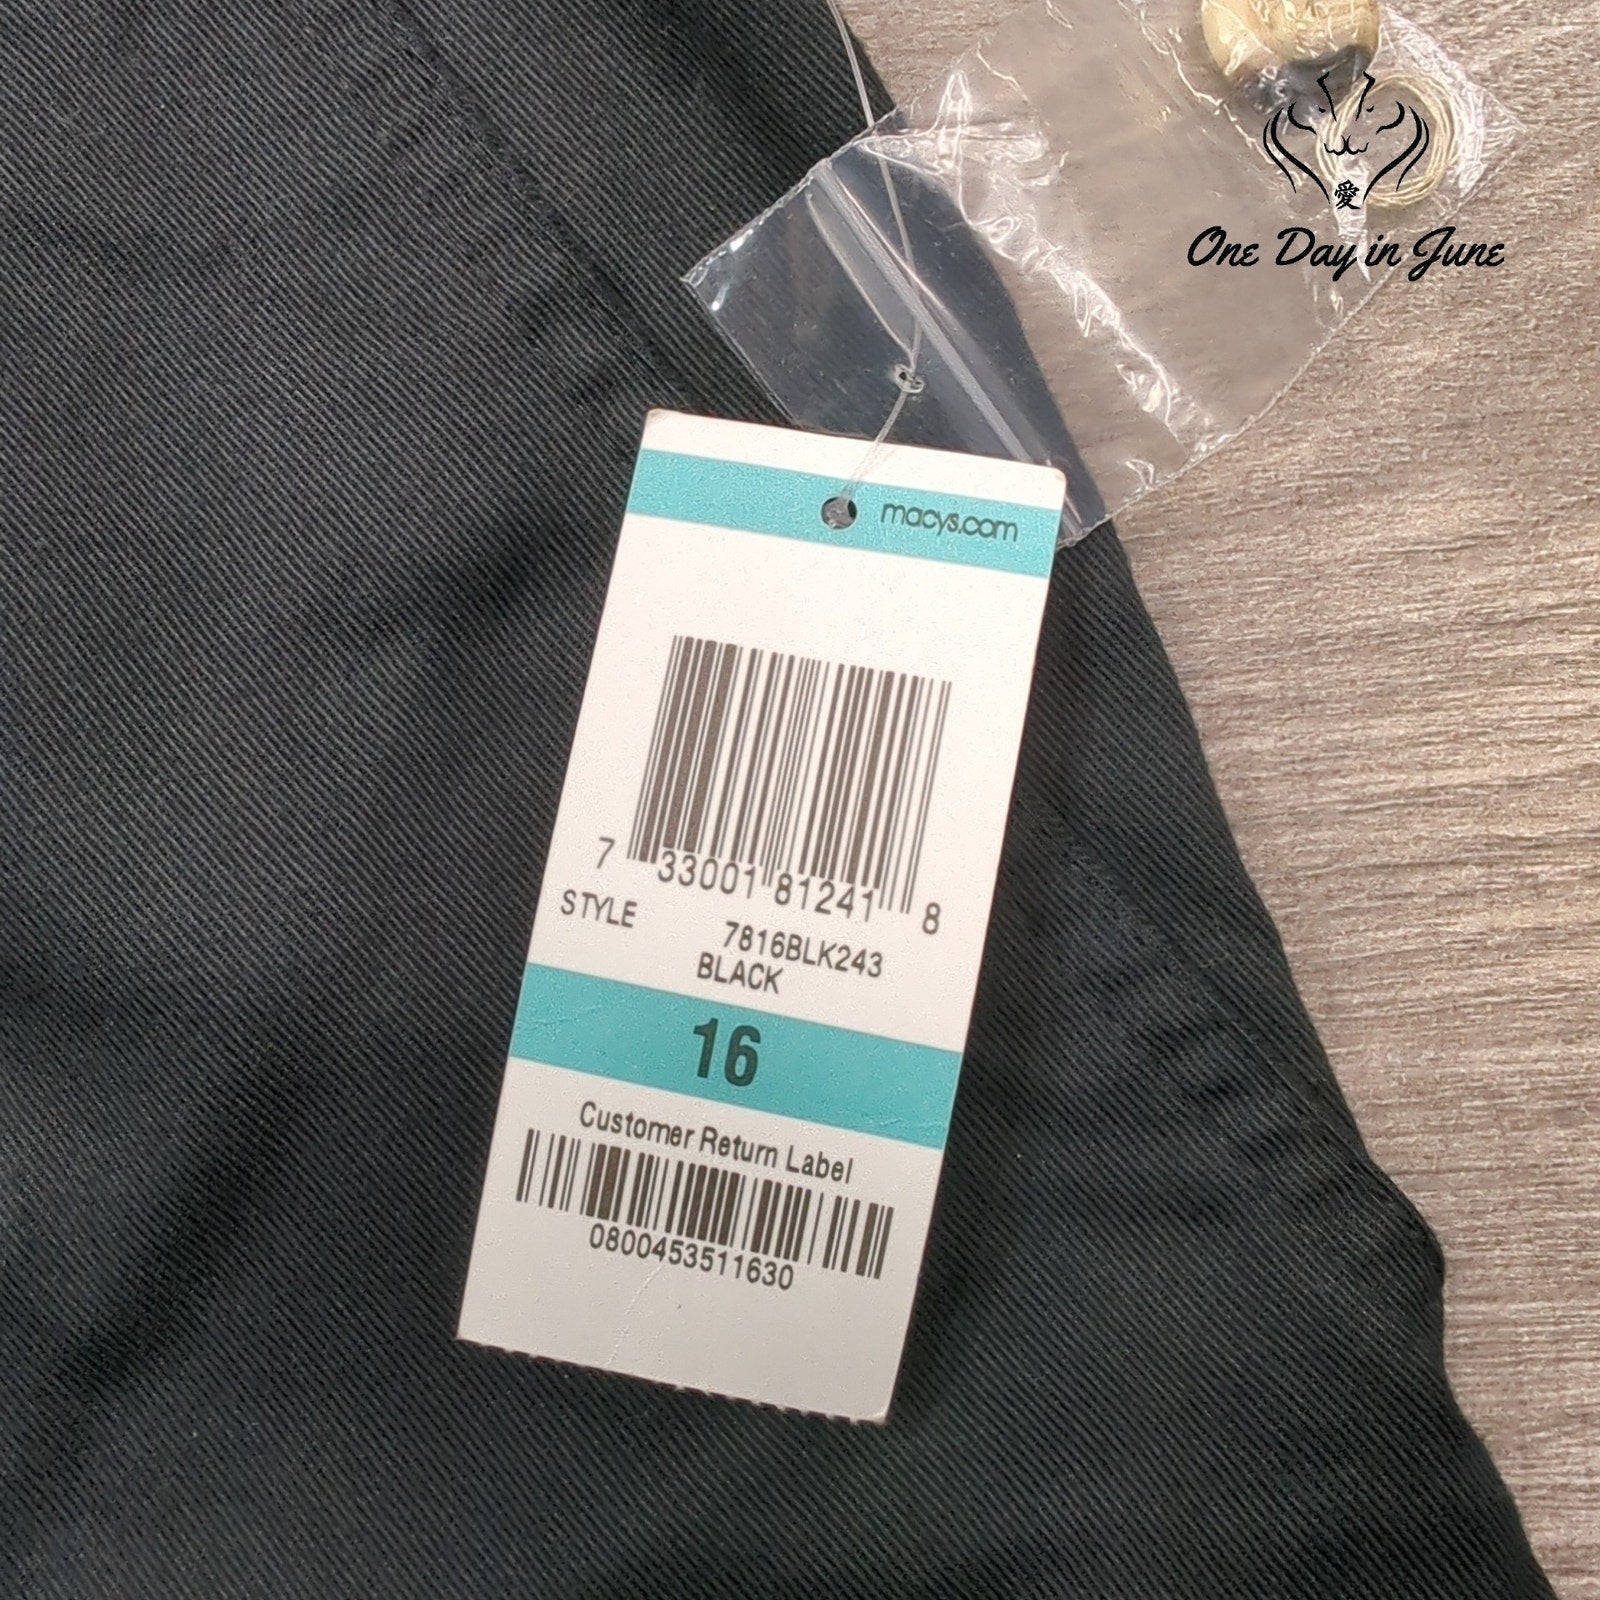 愛
One Day in June
macys.com
7 33001 81241 8
STYLE 7816BLK243
BLACK
16
Customer Return Label
0800453511630